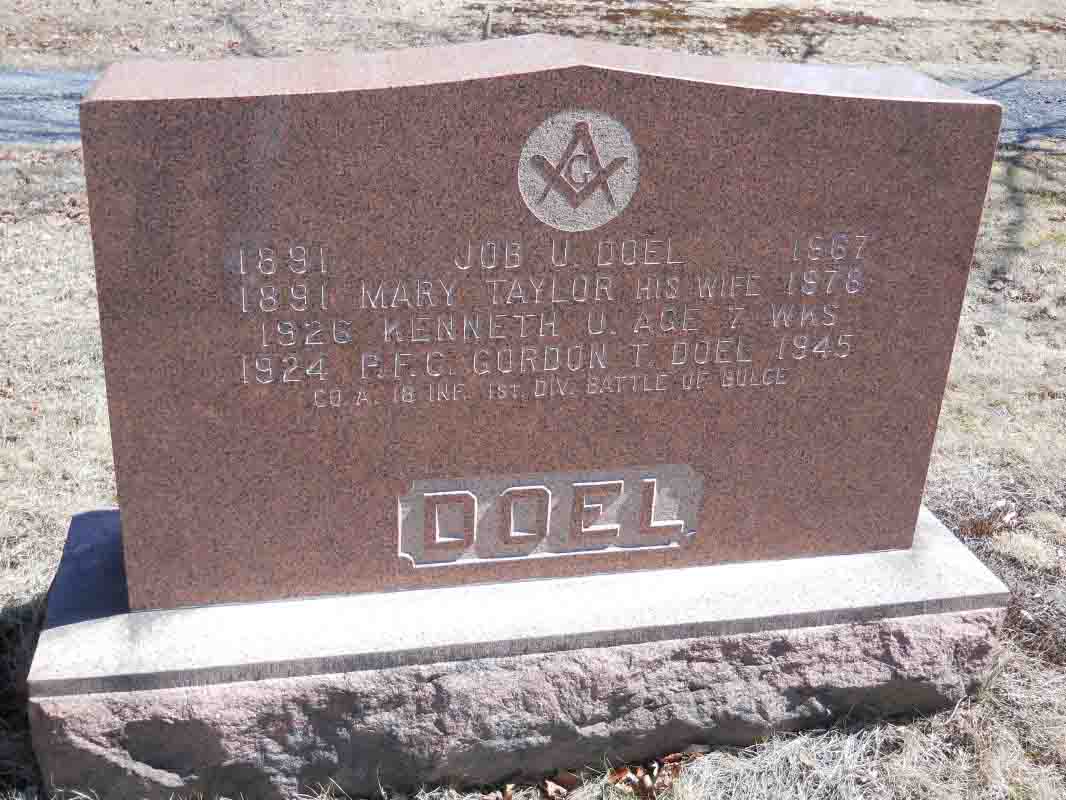 G
1891 JOB U. DOEL 1967
1891 MARY TAYLOR HIS WIFE 1978
1926 KENNETH U. AGE 7 WKS
1924 P.F.C. GORDON T. DOEL 1945
CO A. 18 INF. 1ST. DIV. BATTLE OF BULGE
DOEL